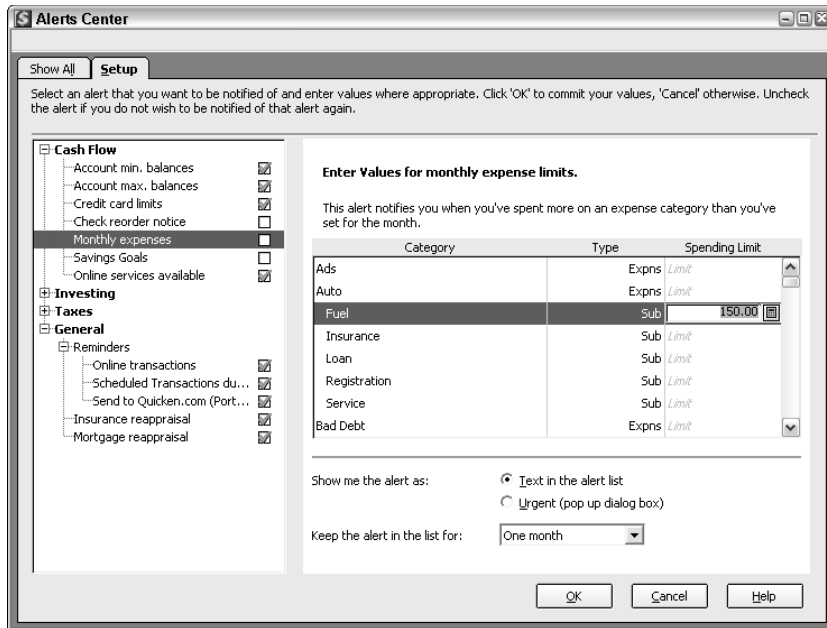 Alerts Center
Show All Setup
Select an alert that you want to be notified of and enter values where appropriate. Click 'OK' to commit your values, 'Cancel' otherwise. Uncheck
the alert if you do not wish to be notified of that alert again.
Cash Flow
Account min. balances
Account max. balances
Credit card limits
Check reorder notice
Monthly expenses
Savings Goals
Online services available
Investing
Taxes
General
Reminders
Online transactions
Scheduled Transactions du...
Send to Quicken.com (Port...
Insurance reappraisal
Mortgage reappraisal
Enter Values for monthly expense limits.
This alert notifies you when you've spent more on an expense category than you've
set for the month.
Category Type Spending Limit
Ads Expns Limit
Auto Expns Limit
Fuel Sub 150.00
Insurance Sub Limit
Loan Sub Limit
Registration Sub Limit
Service Sub Limit
Bad Debt Expns Limit
Show me the alert as: Text in the alert list
Urgent (pop up dialog box)
Keep the alert in the list for: One month
OK Cancel Help